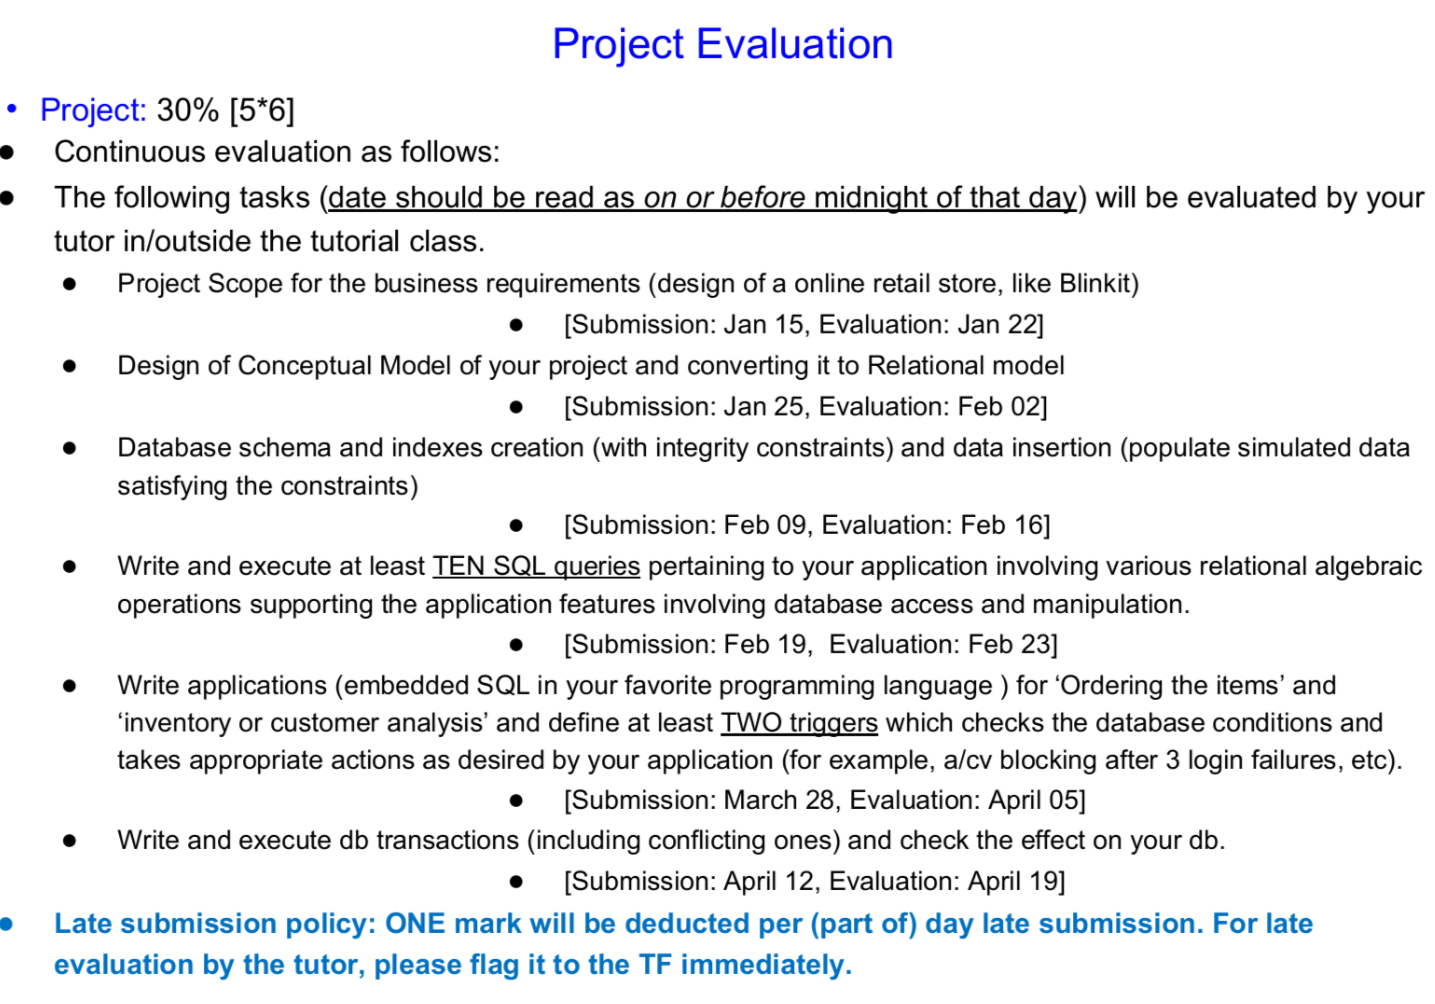 Project Evaluation
• Project: 30% [5*6]
● Continuous evaluation as follows:
● The following tasks (date should be read as on or before midnight of that day) will be evaluated by your
tutor in/outside the tutorial class.
● Project Scope for the business requirements (design of a online retail store, like Blinkit)
● [Submission: Jan 15, Evaluation: Jan 22]
● Design of Conceptual Model of your project and converting it to Relational model
● [Submission: Jan 25, Evaluation: Feb 02]
● Database schema and indexes creation (with integrity constraints) and data insertion (populate simulated data
satisfying the constraints)
● [Submission: Feb 09, Evaluation: Feb 16]
● Write and execute at least TEN SQL queries pertaining to your application involving various relational algebraic
operations supporting the application features involving database access and manipulation.
● [Submission: Feb 19, Evaluation: Feb 23]
● Write applications (embedded SQL in your favorite programming language ) for ‘Ordering the items’ and
‘inventory or customer analysis’ and define at least TWO triggers which checks the database conditions and
takes appropriate actions as desired by your application (for example, a/cv blocking after 3 login failures, etc).
● [Submission: March 28, Evaluation: April 05]
● Write and execute db transactions (including conflicting ones) and check the effect on your db.
● [Submission: April 12, Evaluation: April 19]
● Late submission policy: ONE mark will be deducted per (part of) day late submission. For late
evaluation by the tutor, please flag it to the TF immediately.